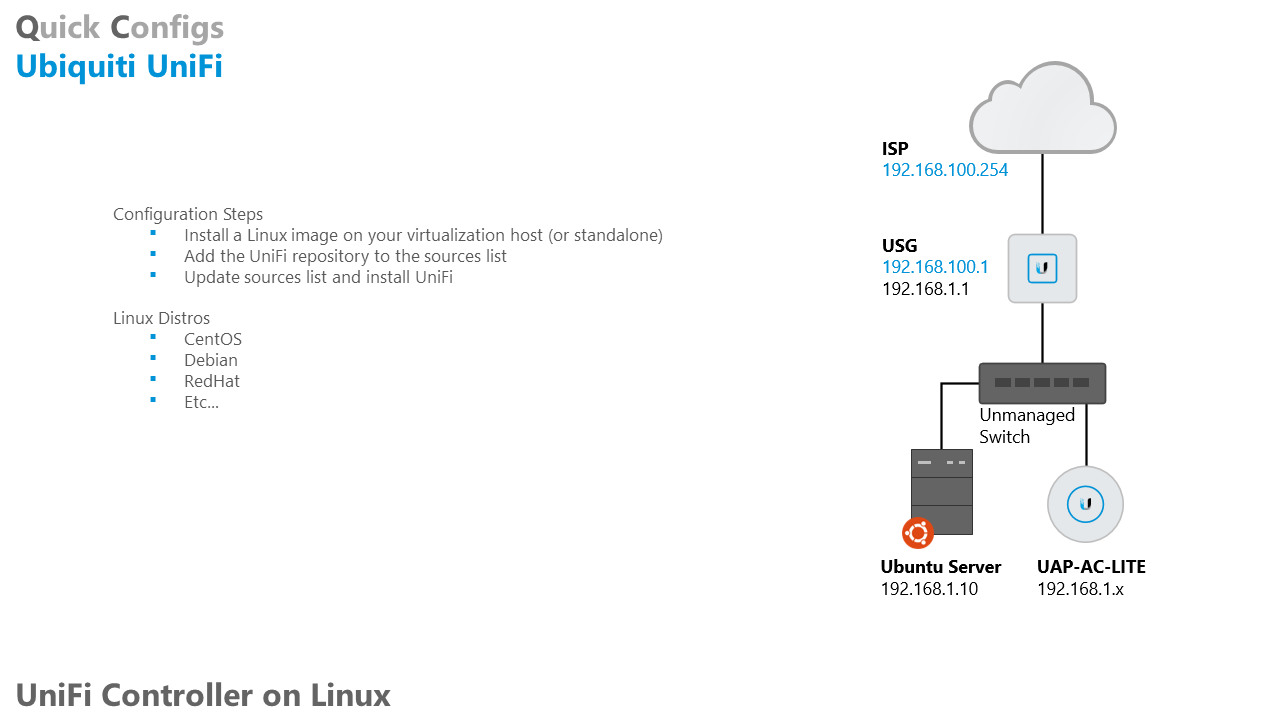 Quick Configs
Ubiquiti UniFi
Configuration Steps
Install a Linux image on your virtualization host (or standalone)
Add the UniFi repository to the sources list
Update sources list and install UniFi
Linux Distros
CentOS
Debian
RedHat
Etc...
ISP
192.168.100.254
USG
192.168.100.1
192.168.1.1
Unmanaged
Switch
Ubuntu Server
192.168.1.10
UAP-AC-LITE
192.168.1.x
UniFi Controller on Linux